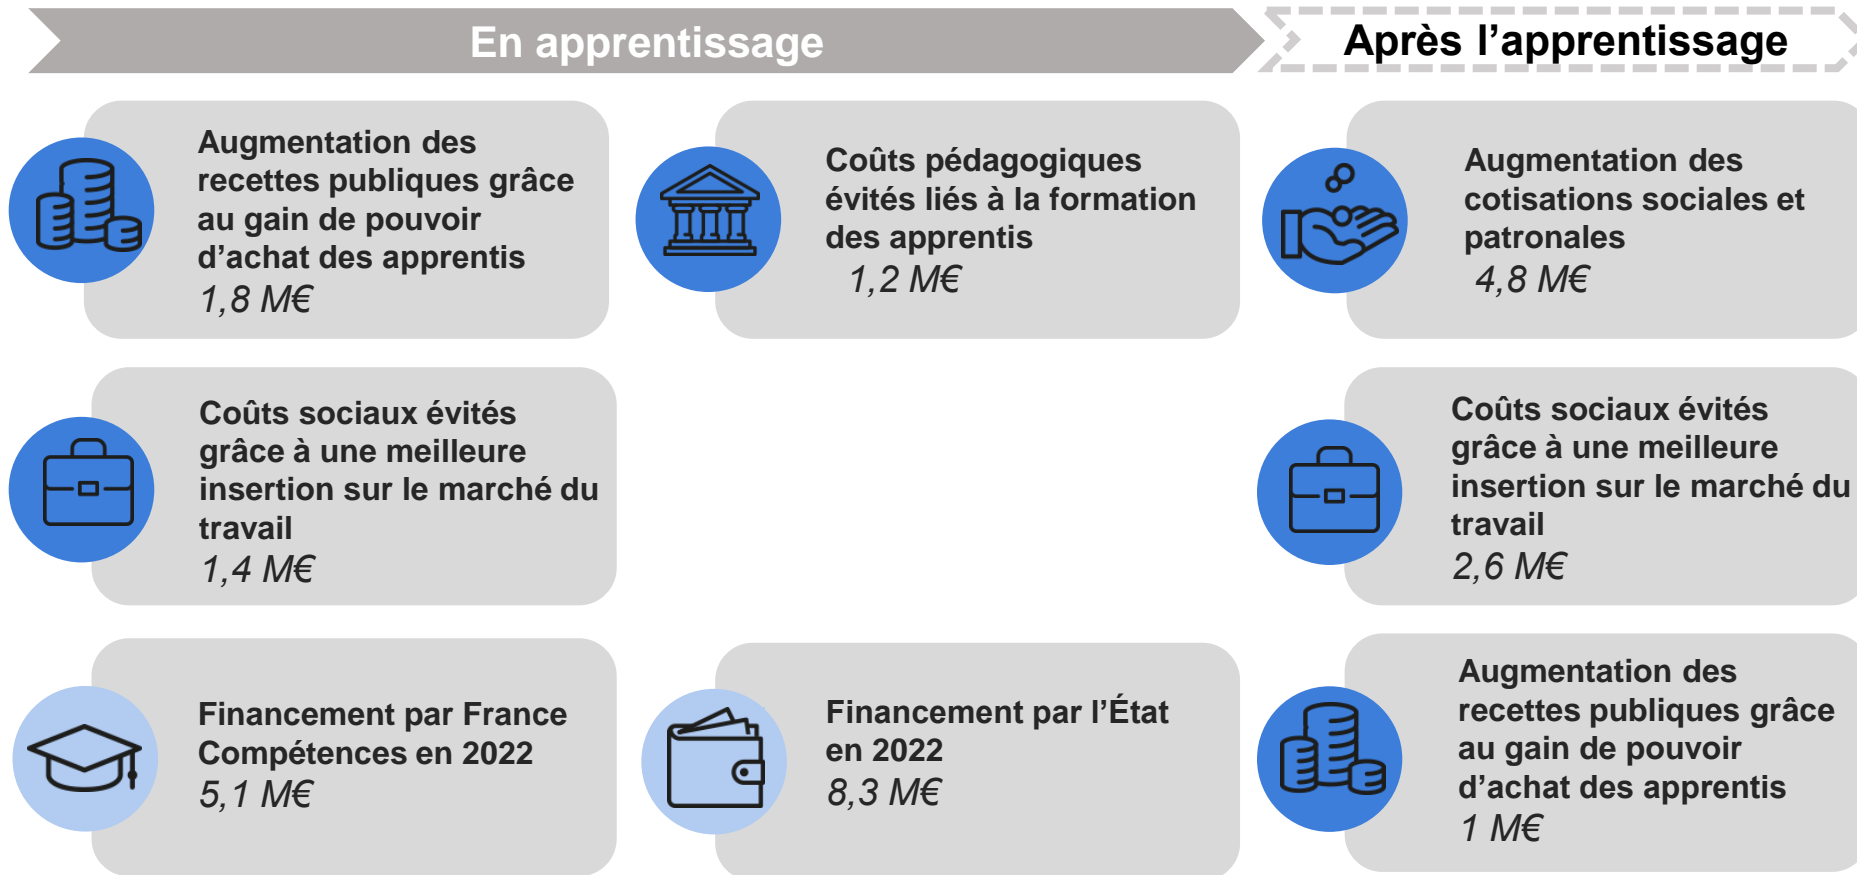 En apprentissage
Après l’apprentissage
Augmentation des
recettes publiques grâce
au gain de pouvoir
d’achat des apprentis
1,8 M€
Coûts pédagogiques
évités liés à la formation
des apprentis
1,2 M€
Augmentation des
cotisations sociales et
patronales
4,8 M€
Coûts sociaux évités
grâce à une meilleure
insertion sur le marché du
travail
1,4 M€
Coûts sociaux évités
grâce à une meilleure
insertion sur le marché du
travail
2,6 M€
Financement par France
Compétences en 2022
5,1 M€
Financement par l’État
en 2022
8,3 M€
Augmentation des
recettes publiques grâce
au gain de pouvoir
d’achat des apprentis
1 M€